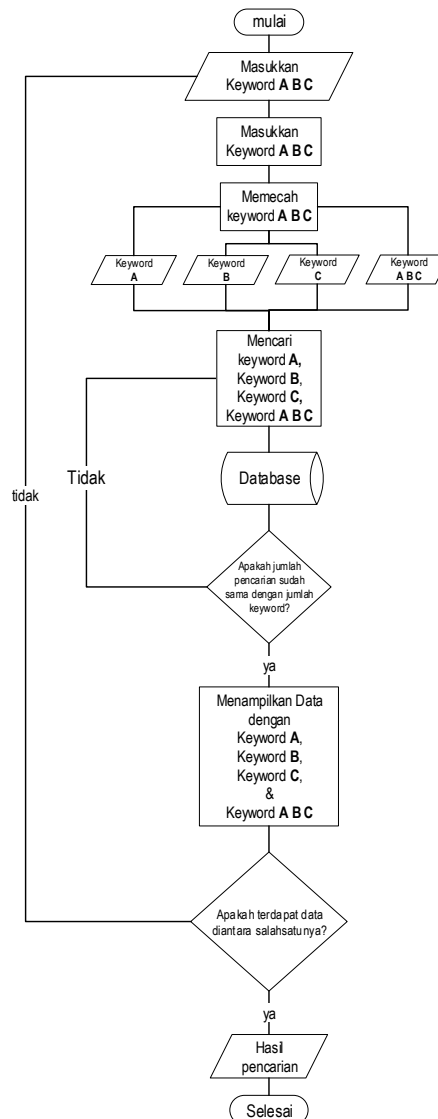 mulai
Masukkan
Keyword A B C
Masukkan
Keyword A B C
Memecah
keyword A B C
Keyword
A
Keyword
B
Keyword
C
Keyword
A B C
Mencari
keyword A,
Keyword B,
Keyword C,
Keyword A B C
Tidak
tidak
Database
Apakah jumlah
pencarian sudah
sama dengan jumlah
keyword?
ya
Menampilkan Data
dengan
Keyword A,
Keyword B,
Keyword C,
&
Keyword A B C
Apakah terdapat data
diantara salahsatunya?
ya
Hasil
pencarian
Selesai